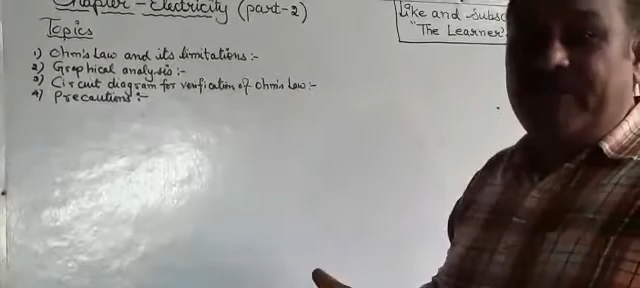 Chapter - Electricity (part-2)
Like and Subsc
"The Learner
Topics
1) Ohm's Law and its limitations :-
2) Graphical analysis :-
3) Circuit diagram for verification of Ohm's Law :-
4) Precautions :-